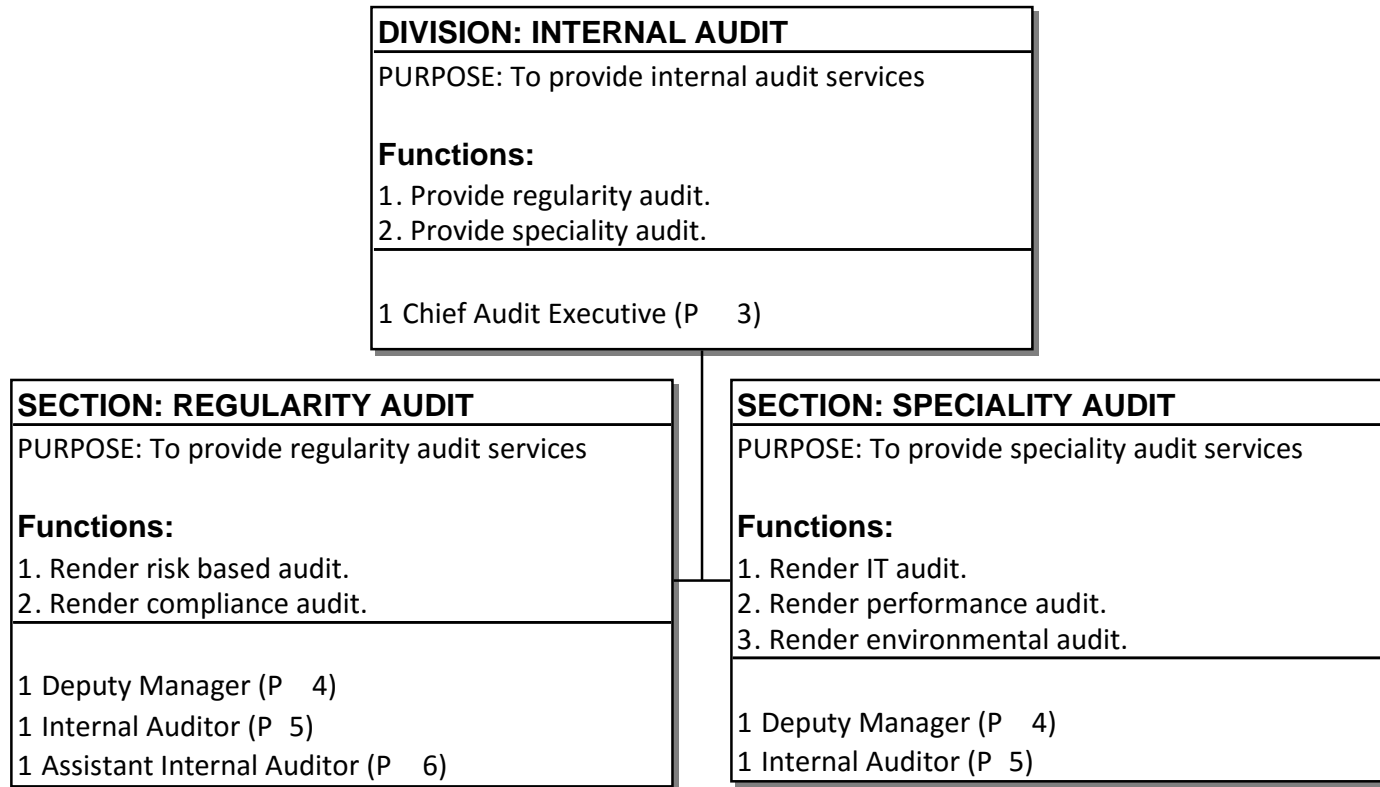 DIVISION: INTERNAL AUDIT
PURPOSE: To provide internal audit services
Functions:
1. Provide regularity audit.
2. Provide speciality audit.
1 Chief Audit Executive (P 3)
SECTION: REGULARITY AUDIT
PURPOSE: To provide regularity audit services
Functions:
1. Render risk based audit.
2. Render compliance audit.
1 Deputy Manager (P 4)
1 Internal Auditor (P 5)
1 Assistant Internal Auditor (P 6)
SECTION: SPECIALITY AUDIT
PURPOSE: To provide speciality audit services
Functions:
1. Render IT audit.
2. Render performance audit.
3. Render environmental audit.
1 Deputy Manager (P 4)
1 Internal Auditor (P 5)